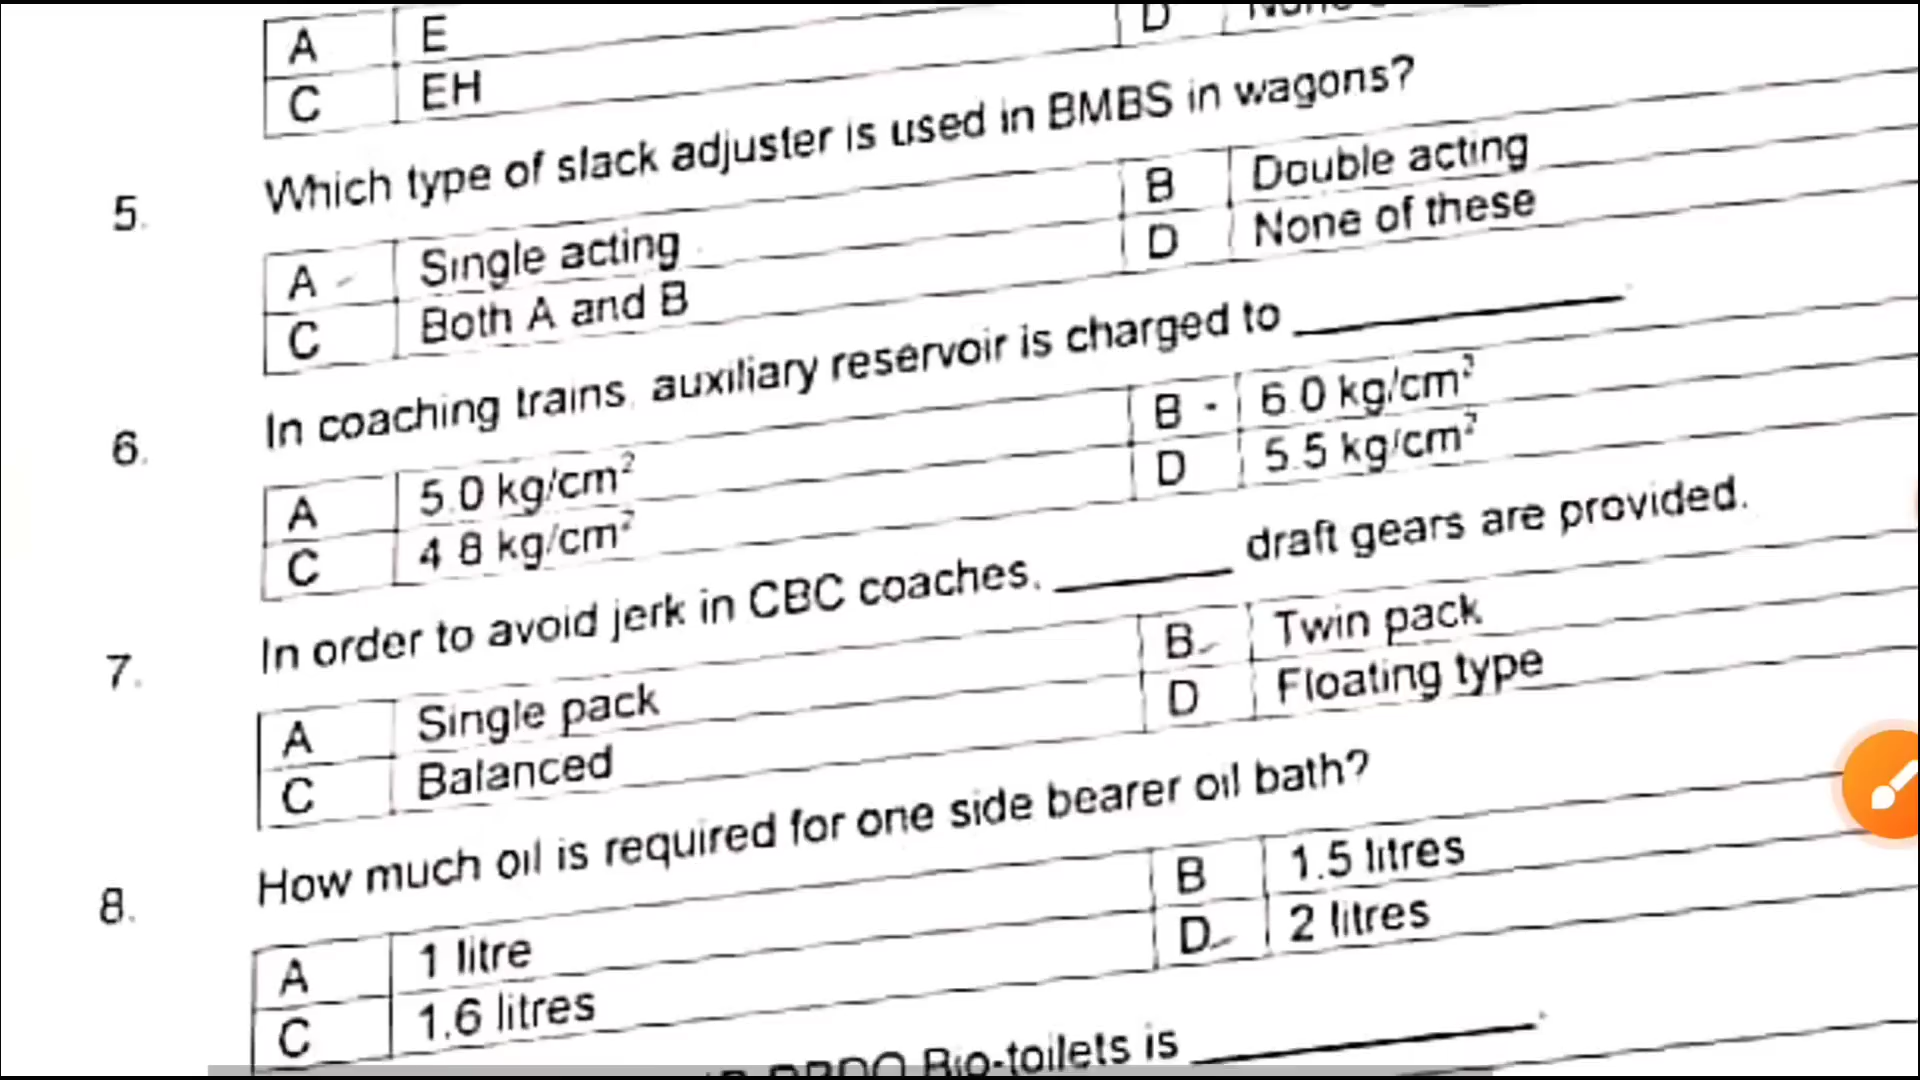 A E D
C EH
5. Which type of slack adjuster is used in BMBS in wagons?
A Single acting B Double acting
C Both A and B D None of these
6. In coaching trains, auxiliary reservoir is charged to ________
A 5.0 kg/cm² B 6.0 kg/cm²
C 4.8 kg/cm² D 5.5 kg/cm²
7. In order to avoid jerk in CBC coaches, ________ draft gears are provided.
A Single pack B Twin pack
C Balanced D Floating type
8. How much oil is required for one side bearer oil bath?
A 1 litre B 1.5 litres
C 1.6 litres D 2 litres
DRDO Bio-toilets is ________.